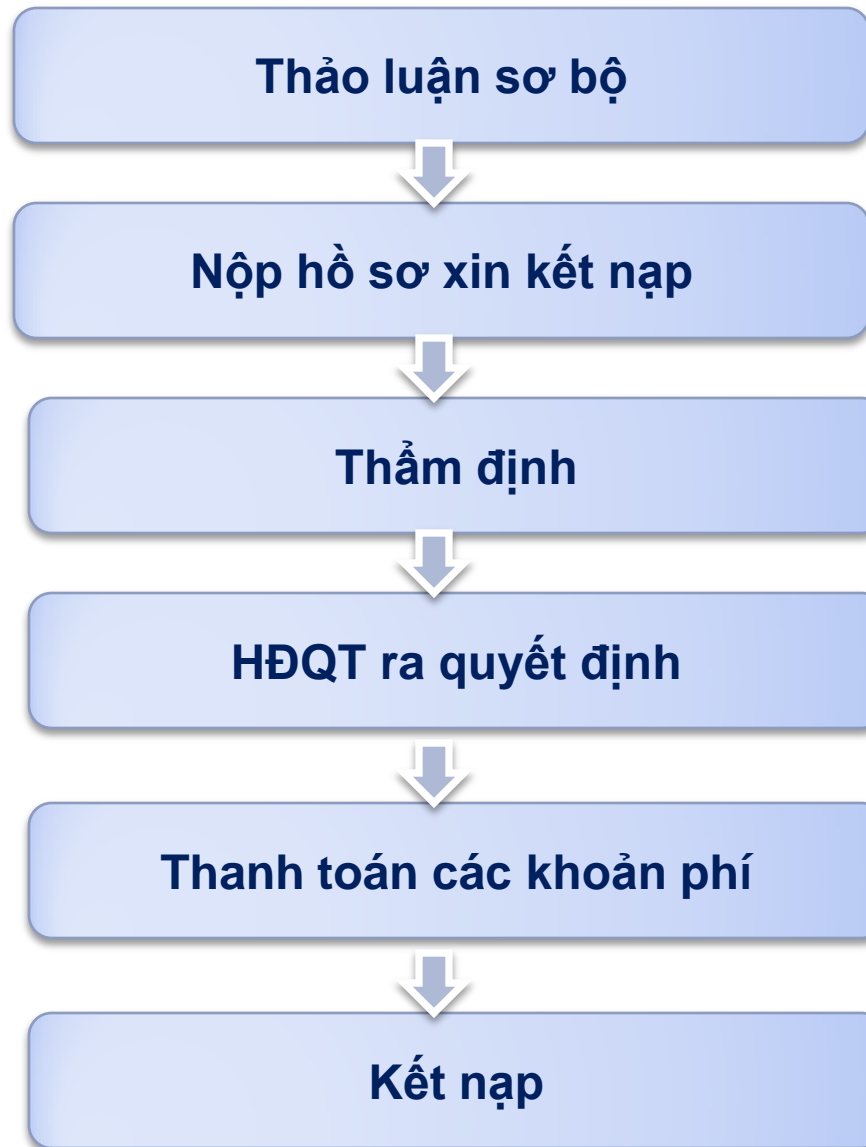 Thảo luận sơ bộ
Nộp hồ sơ xin kết nạp
Thẩm định
HĐQT ra quyết định
Thanh toán các khoản phí
Kết nạp